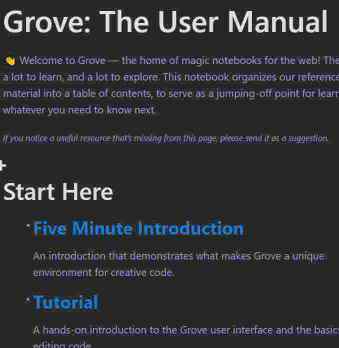 Grove: The User Manual
👋 Welcome to Grove — the home of magic notebooks for the web! The
a lot to learn, and a lot to explore. This notebook organizes our reference
material into a table of contents, to serve as a jumping-off point for lear
whatever you need to know next.
If you notice a useful resource that's missing from this page, please send it as a suggestion.
Start Here
Five Minute Introduction
An introduction that demonstrates what makes Grove a unique
environment for creative code.
Tutorial
A hands-on introduction to the Grove user interface and the basic
editing code